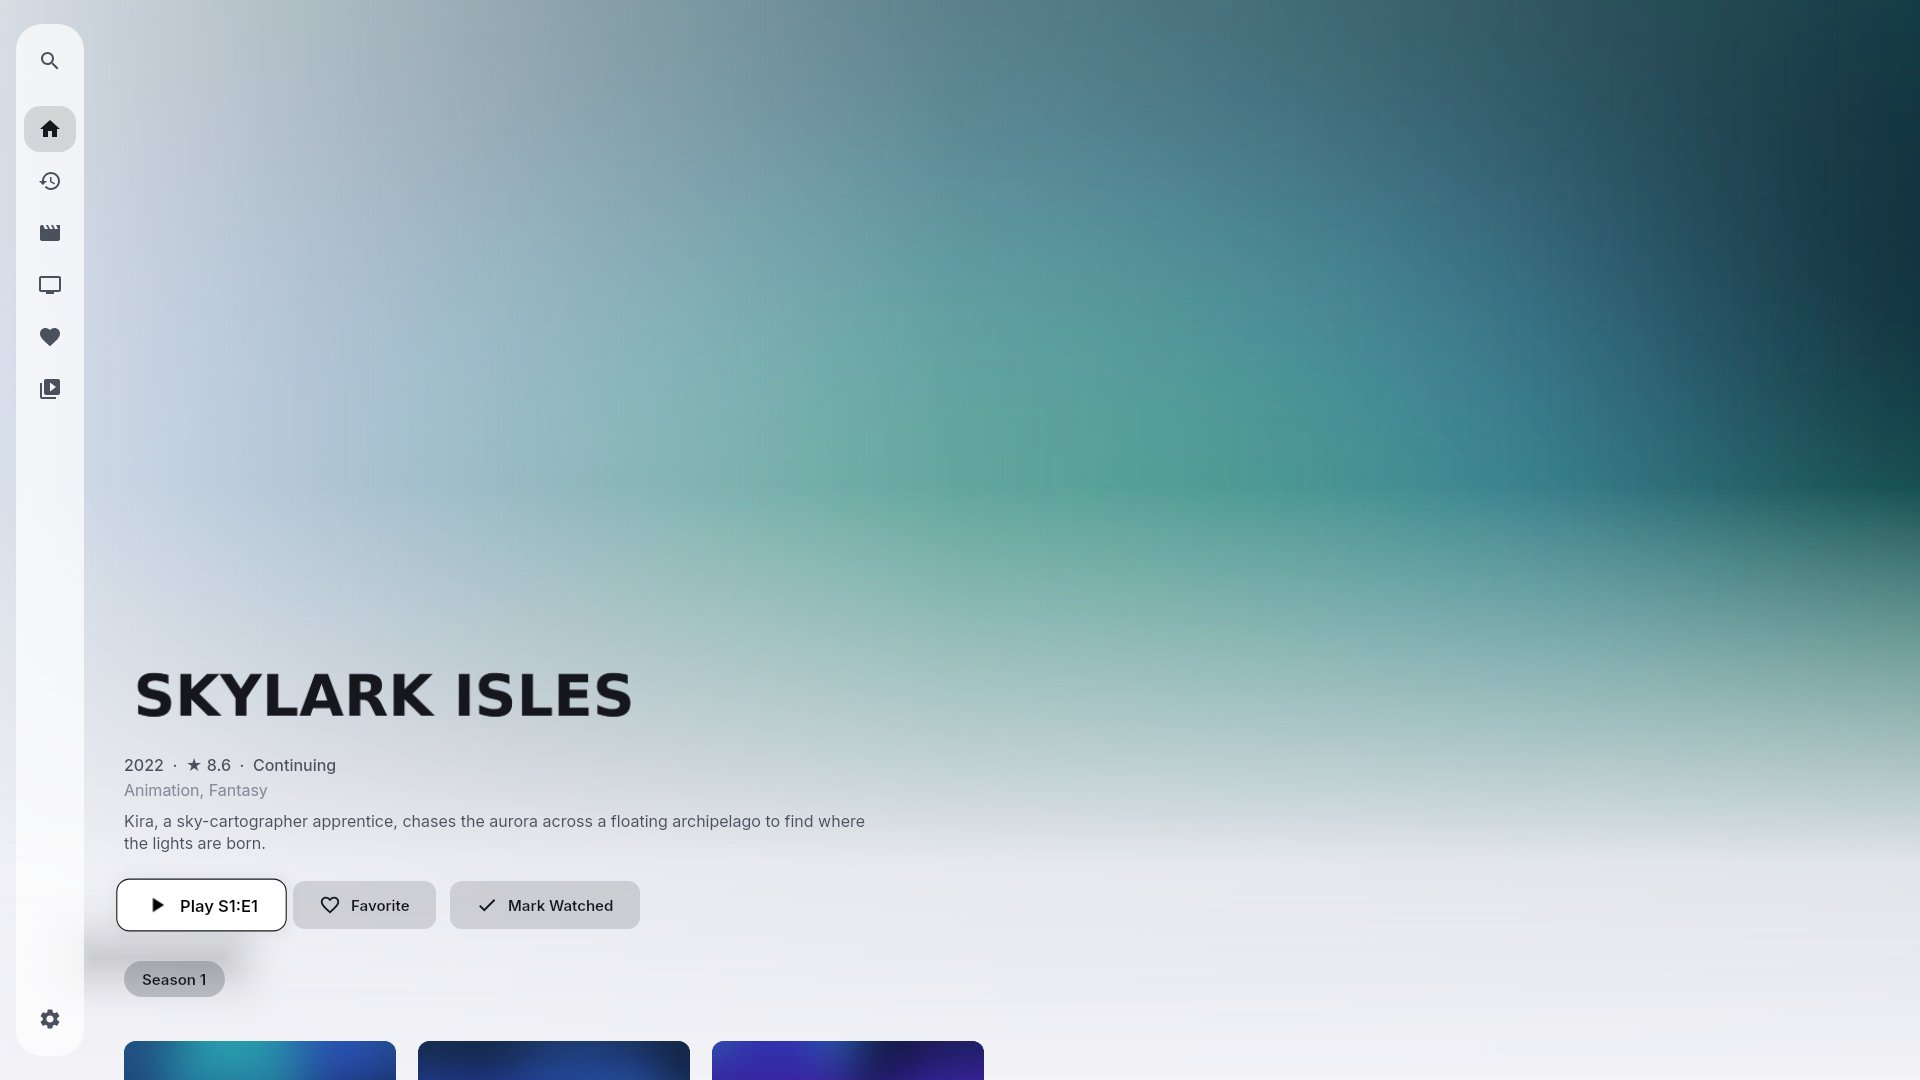 SKYLARK ISLES
2022 · ★ 8.6 · Continuing
Animation, Fantasy
Kira, a sky-cartographer apprentice, chases the aurora across a floating archipelago to find where
the lights are born.
Play S1:E1
Favorite
Mark Watched
Season 1